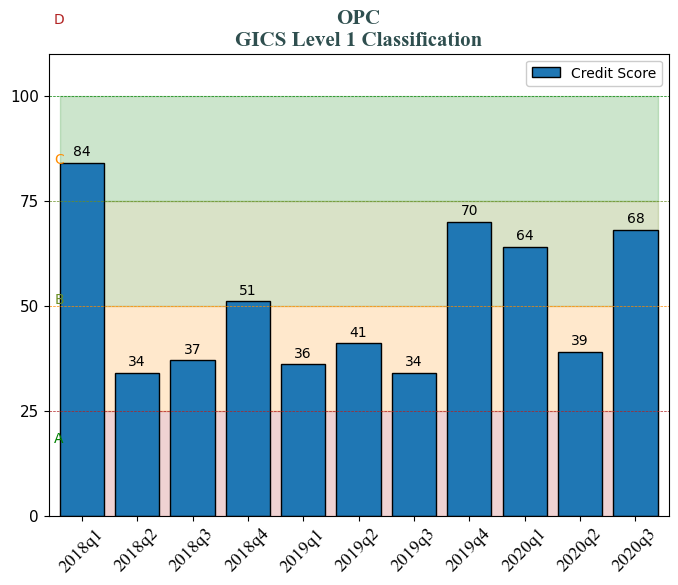 D
OPC
GICS Level 1 Classification
Credit Score
100
C
84
75
70
68
64
B
51
50
41
39
37
36
34
34
25
A
0
2018q1
2018q2
2018q3
2018q4
2019q1
2019q2
2019q3
2019q4
2020q1
2020q2
2020q3